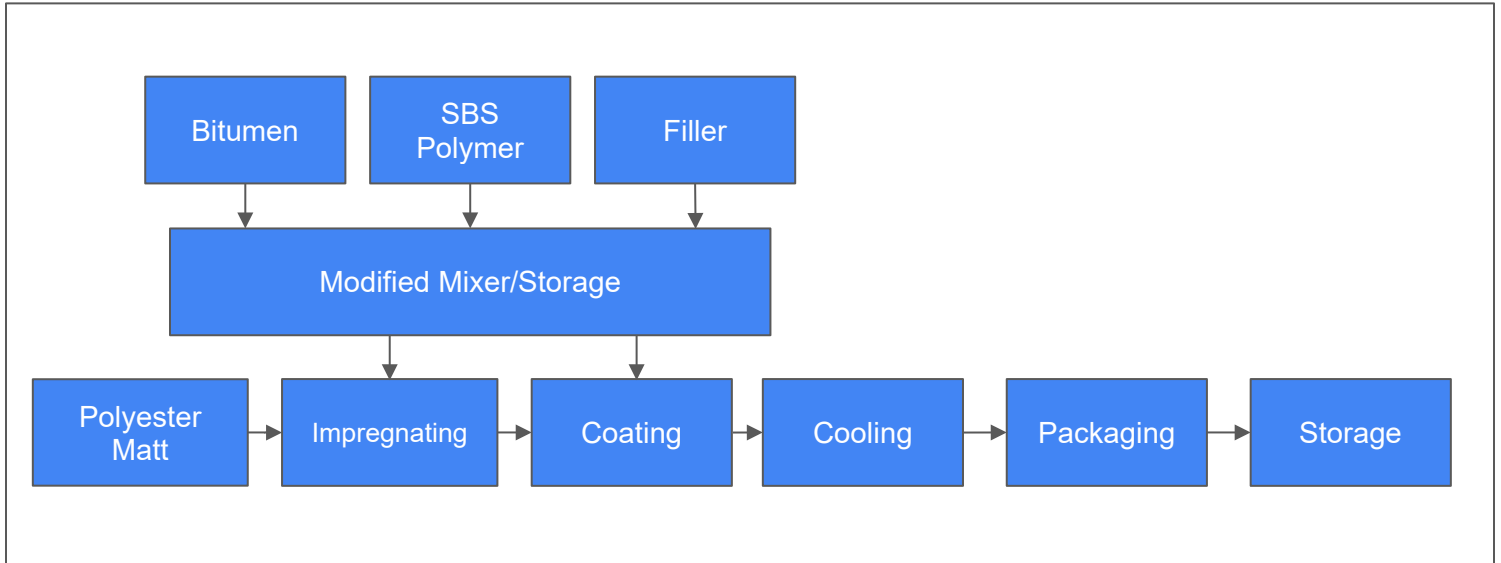 Bitumen
SBS
Polymer
Filler
Modified Mixer/Storage
Polyester
Matt
Impregnating
Coating
Cooling
Packaging
Storage